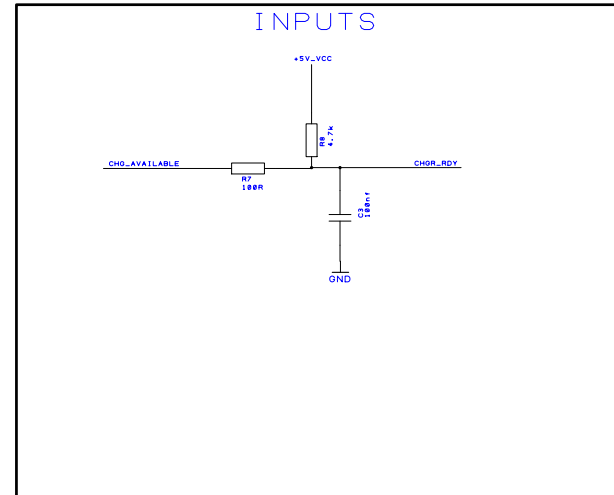 INPUTS
+5V_VCC
R8
4.7k
CHG_AVAILABLE
CHGR_RDY
R7
100R
C3
100nf
GND